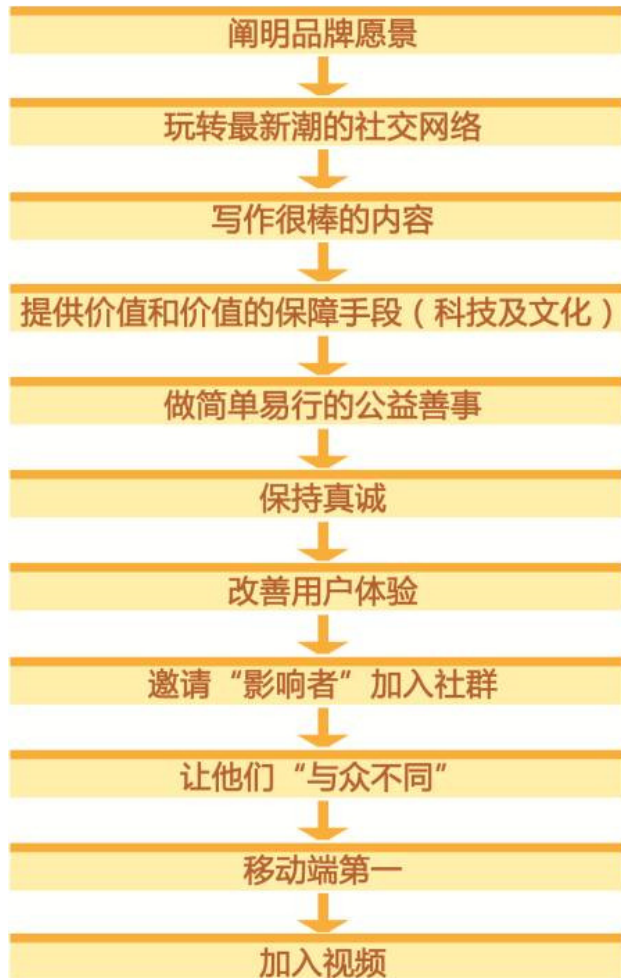 阐明品牌愿景
玩转最新潮的社交网络
写作很棒的内容
提供价值和价值的保障手段（科技及文化）
做简单易行的公益善事
保持真诚
改善用户体验
邀请“影响者”加入社群
让他们“与众不同”
移动端第一
加入视频